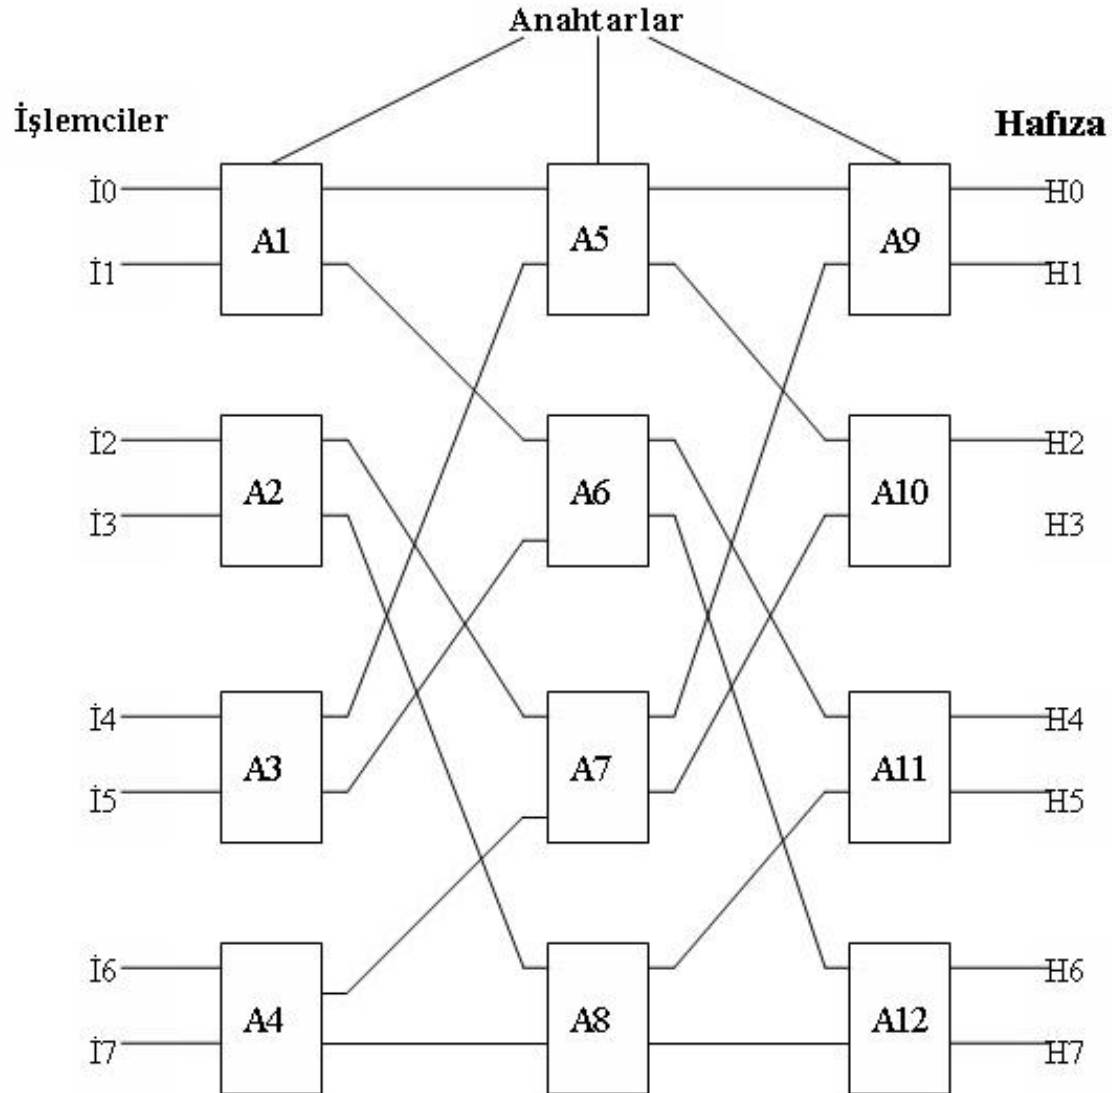 Anahtarlar
İşlemciler
Hafıza
İ0
A1
A5
A9
H0
İ1
H1
İ2
A2
A6
A10
H2
İ3
H3
İ4
A3
A7
A11
H4
İ5
H5
İ6
A4
A8
A12
H6
İ7
H7